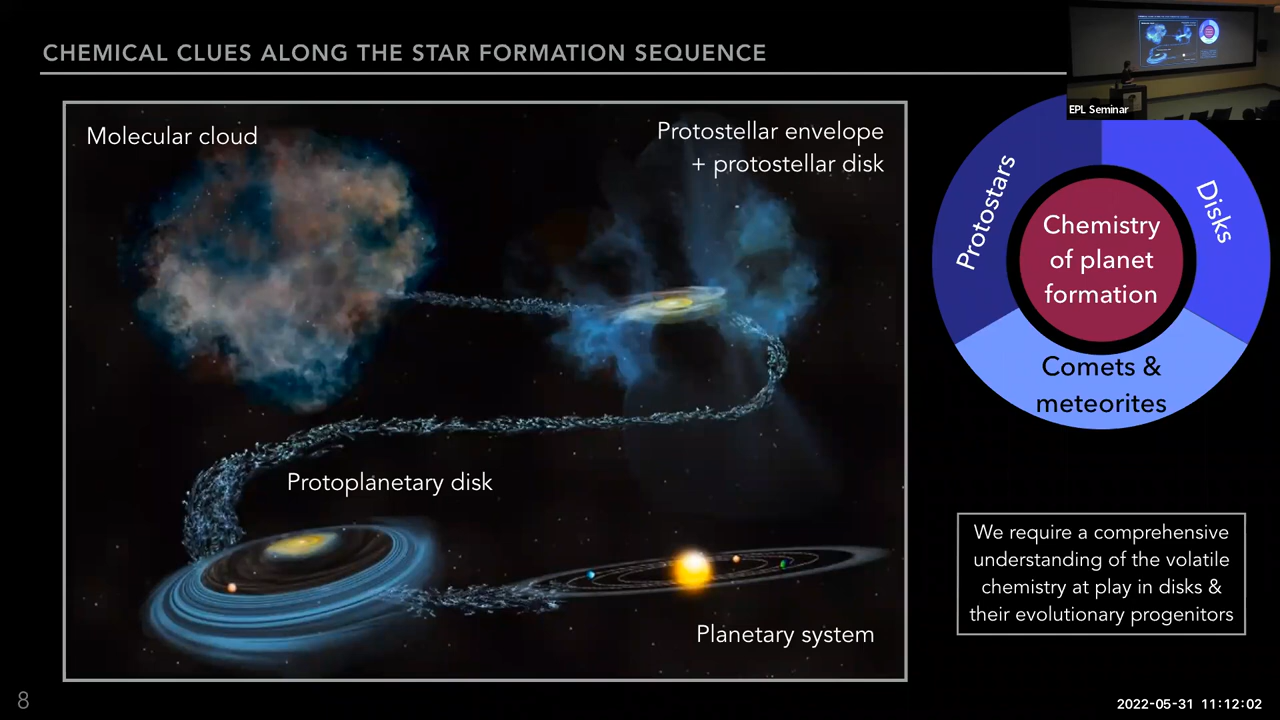 CHEMICAL CLUES ALONG THE STAR FORMATION SEQUENCE
EPL Seminar
Molecular cloud
Protostellar envelope
+ protostellar disk
Protoplanetary disk
Planetary system
Protostars
Disks
Chemistry
of planet
formation
Comets &
meteorites
We require a comprehensive
understanding of the volatile
chemistry at play in disks &
their evolutionary progenitors
8
2022-05-31 11:12:02